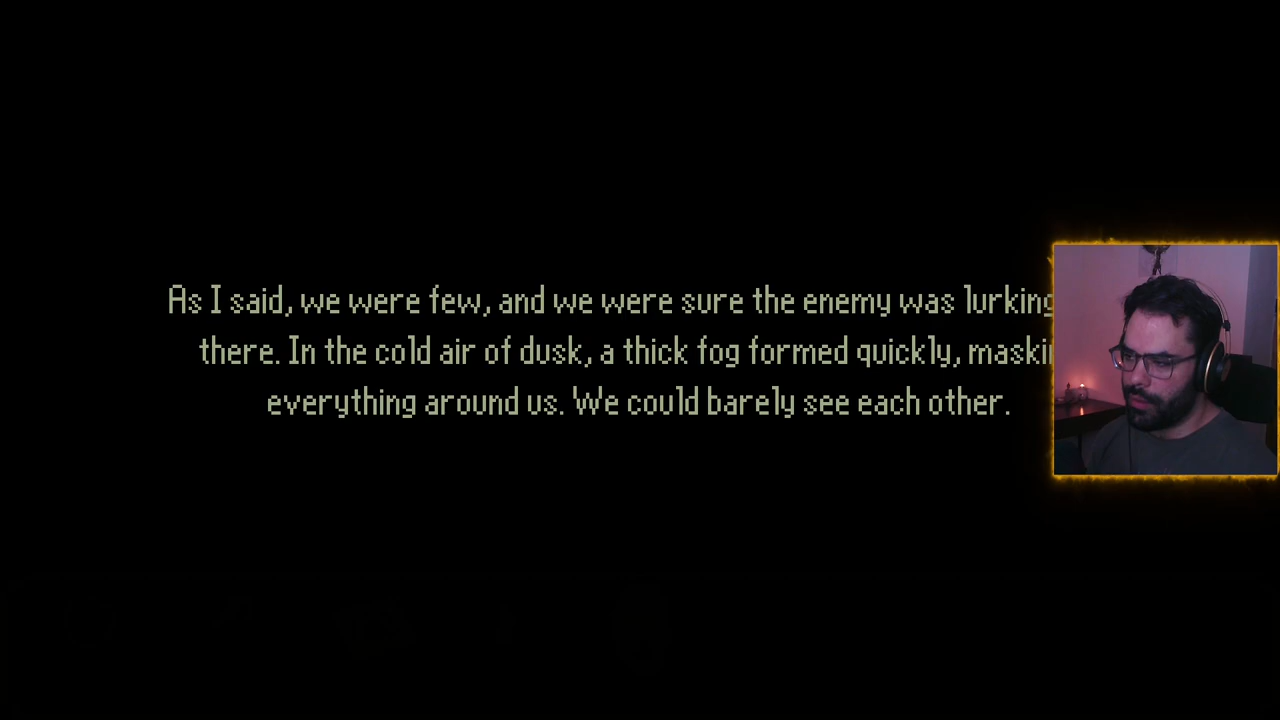 As I said, we were few, and we were sure the enemy was lurking
there. In the cold air of dusk, a thick fog formed quickly,
everything around us. We could barely see each other.